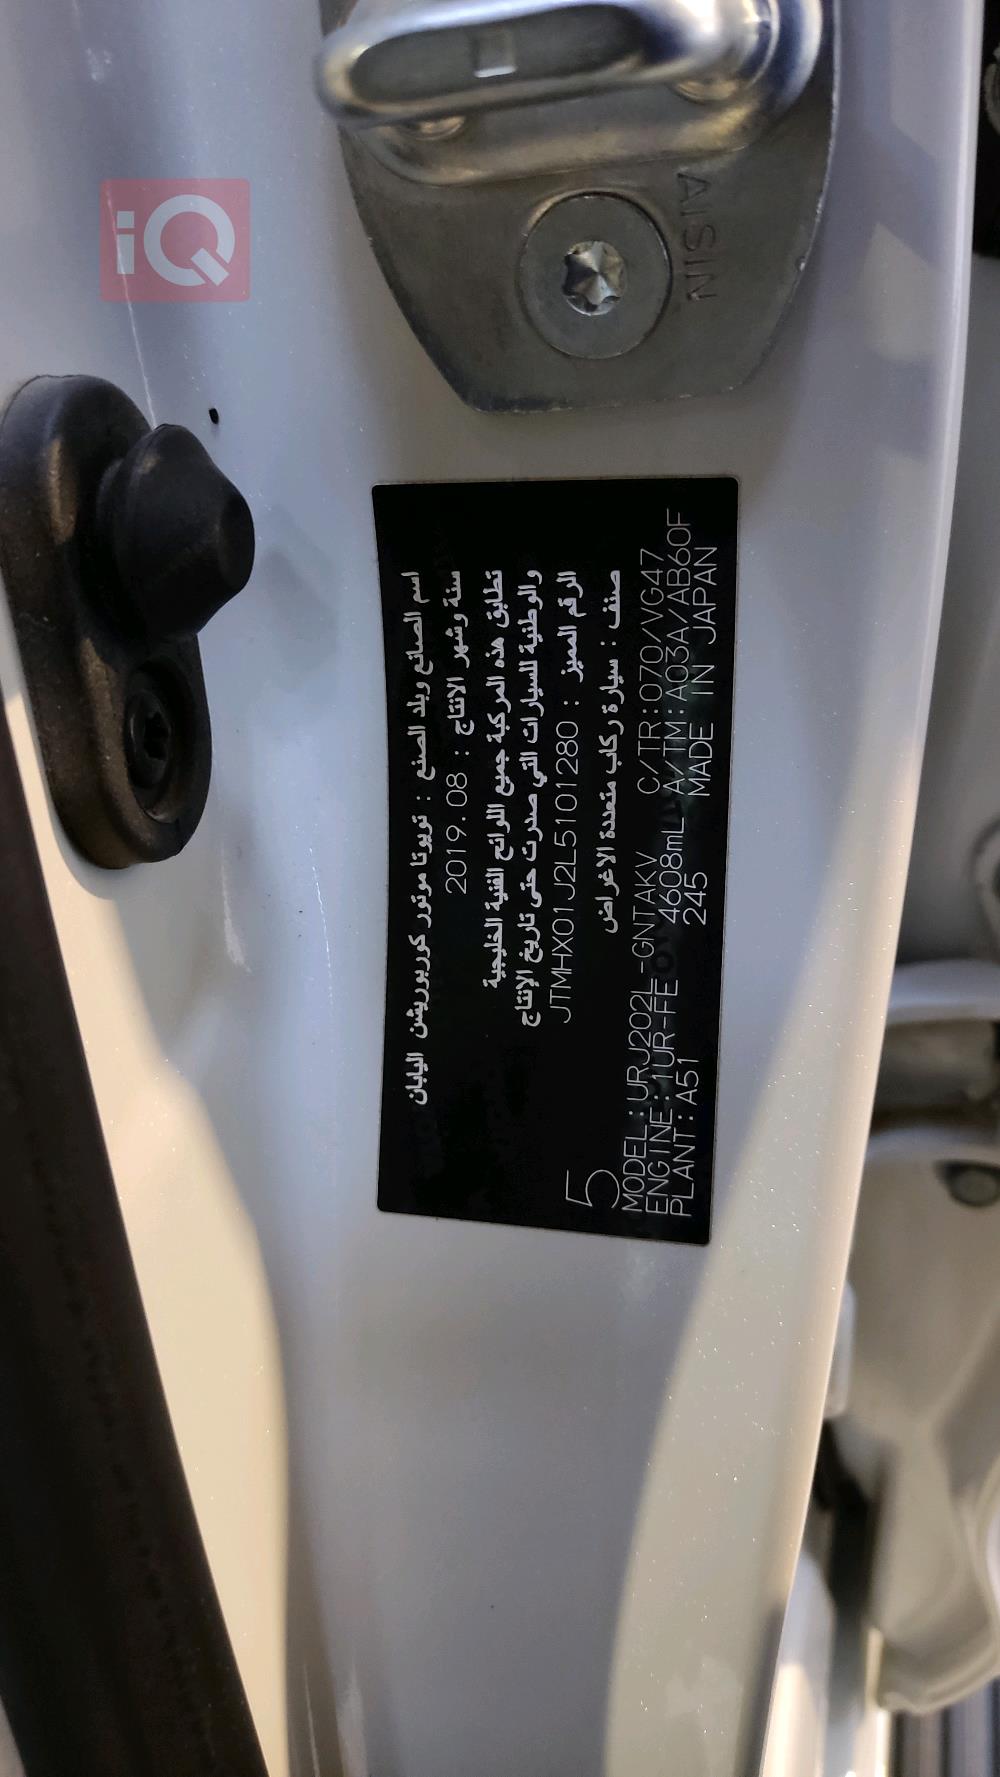 iQ
AISIN
اسم الصانع وبلد الصنع : تويوتا موتور كوربوريشن اليابان
سنة وشهر الانتاج : 2019.08
تطابق هذه المركبة جميع اللوائح الفنية الخليجية
والوطنية للسيارات التي صدرت حتى تاريخ الإنتاج
الرقم المميز : JTMHX01J2L5101280
صنف : سيارة ركاب متعددة الاغراض
5
MODEL:URJ202L-GNTAKV C/TR:070/VG47
ENGINE:1UR-FE 4608mL A/TM:A03A/AB60F
PLANT:A51 245 MADE IN JAPAN